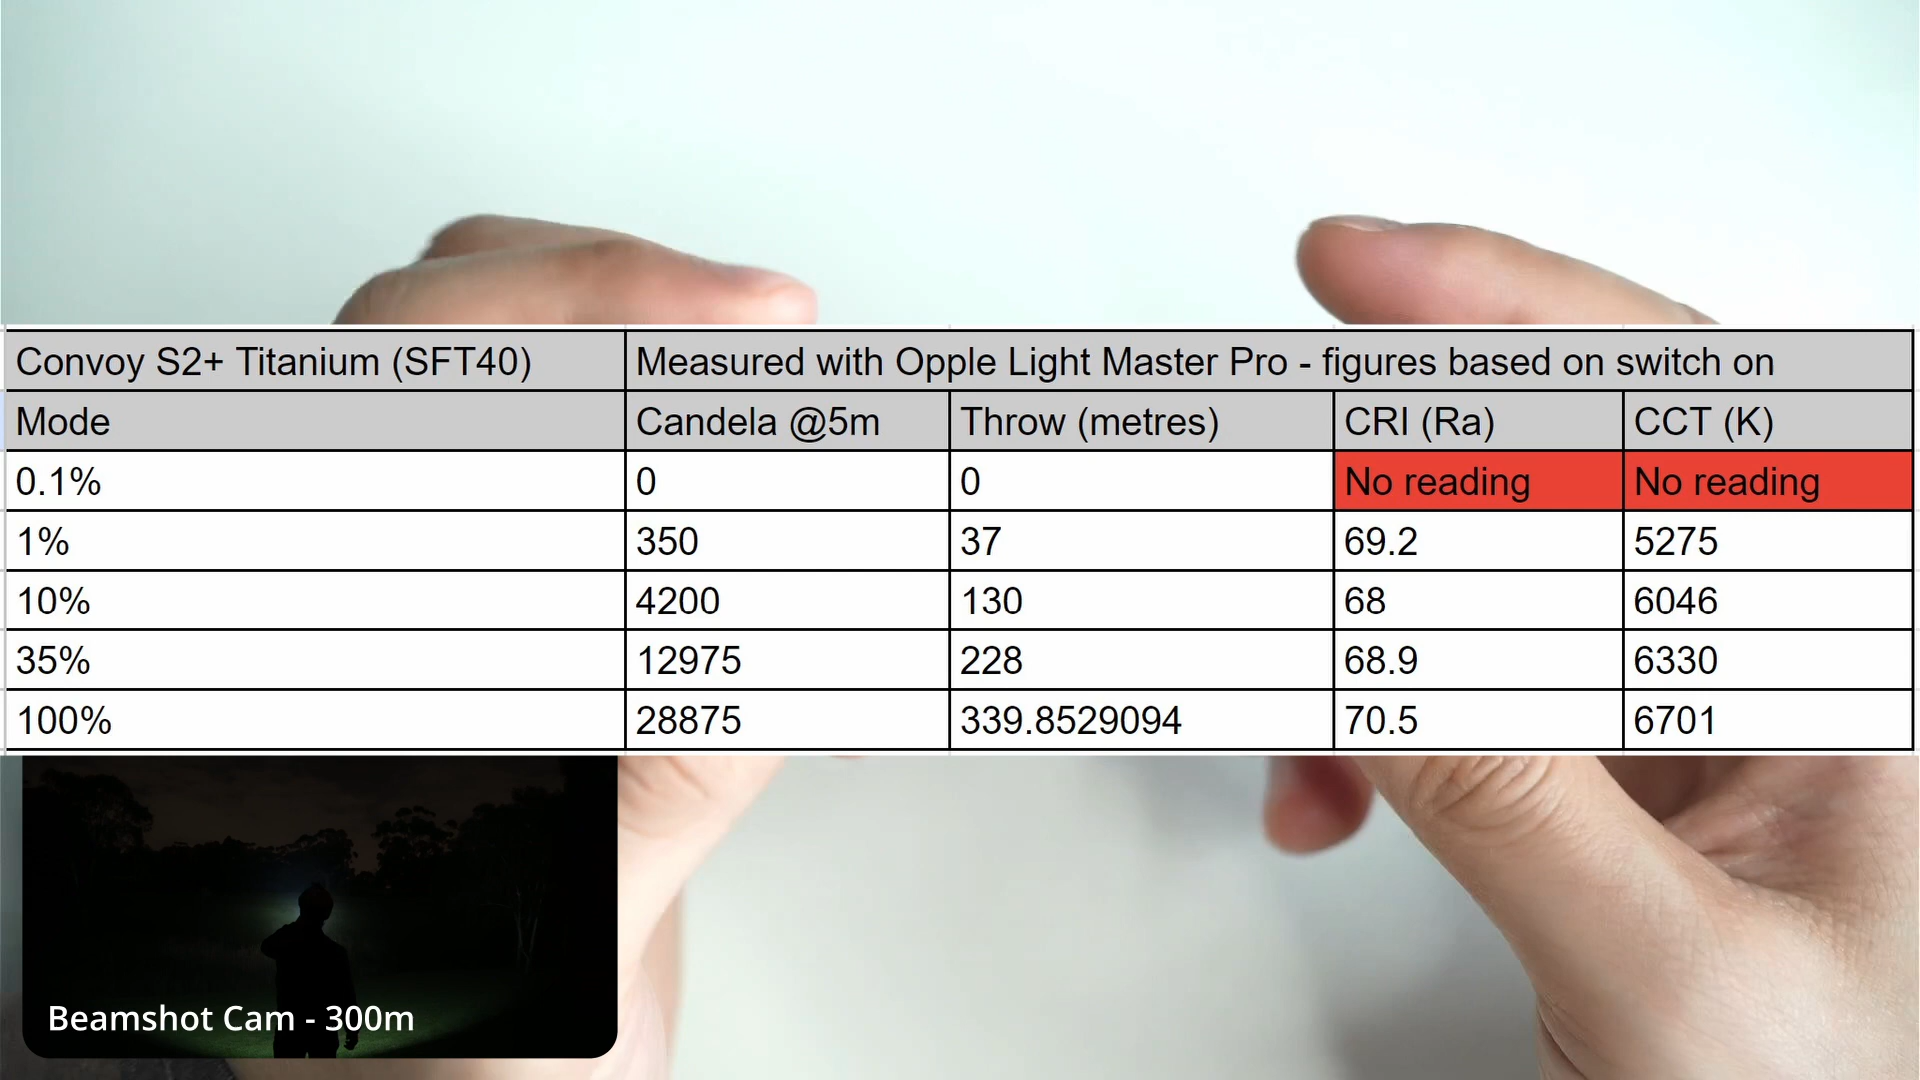 Convoy S2+ Titanium (SFT40) Measured with Opple Light Master Pro - figures based on switch on
Mode Candela @5m Throw (metres) CRI (Ra) CCT (K)
0.1% 0 0 No reading No reading
1% 350 37 69.2 5275
10% 4200 130 68 6046
35% 12975 228 68.9 6330
100% 28875 339.8529094 70.5 6701
Beamshot Cam - 300m